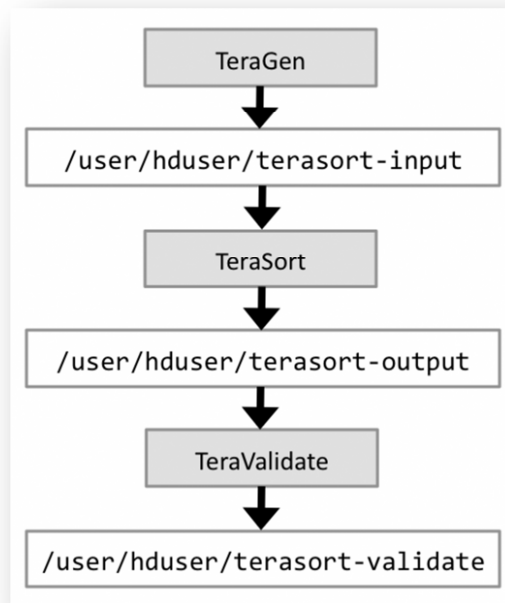 TeraGen
/user/hduser/terasort-input
TeraSort
/user/hduser/terasort-output
TeraValidate
/user/hduser/terasort-validate